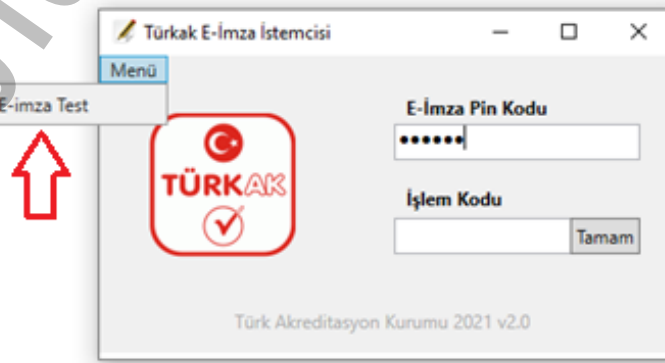 Türkak E-İmza İstemcisi
Menü
E-imza Test
E-İmza Pin Kodu
••••••
TÜRKAK
İşlem Kodu
Tamam
Türk Akreditasyon Kurumu 2021 v2.0